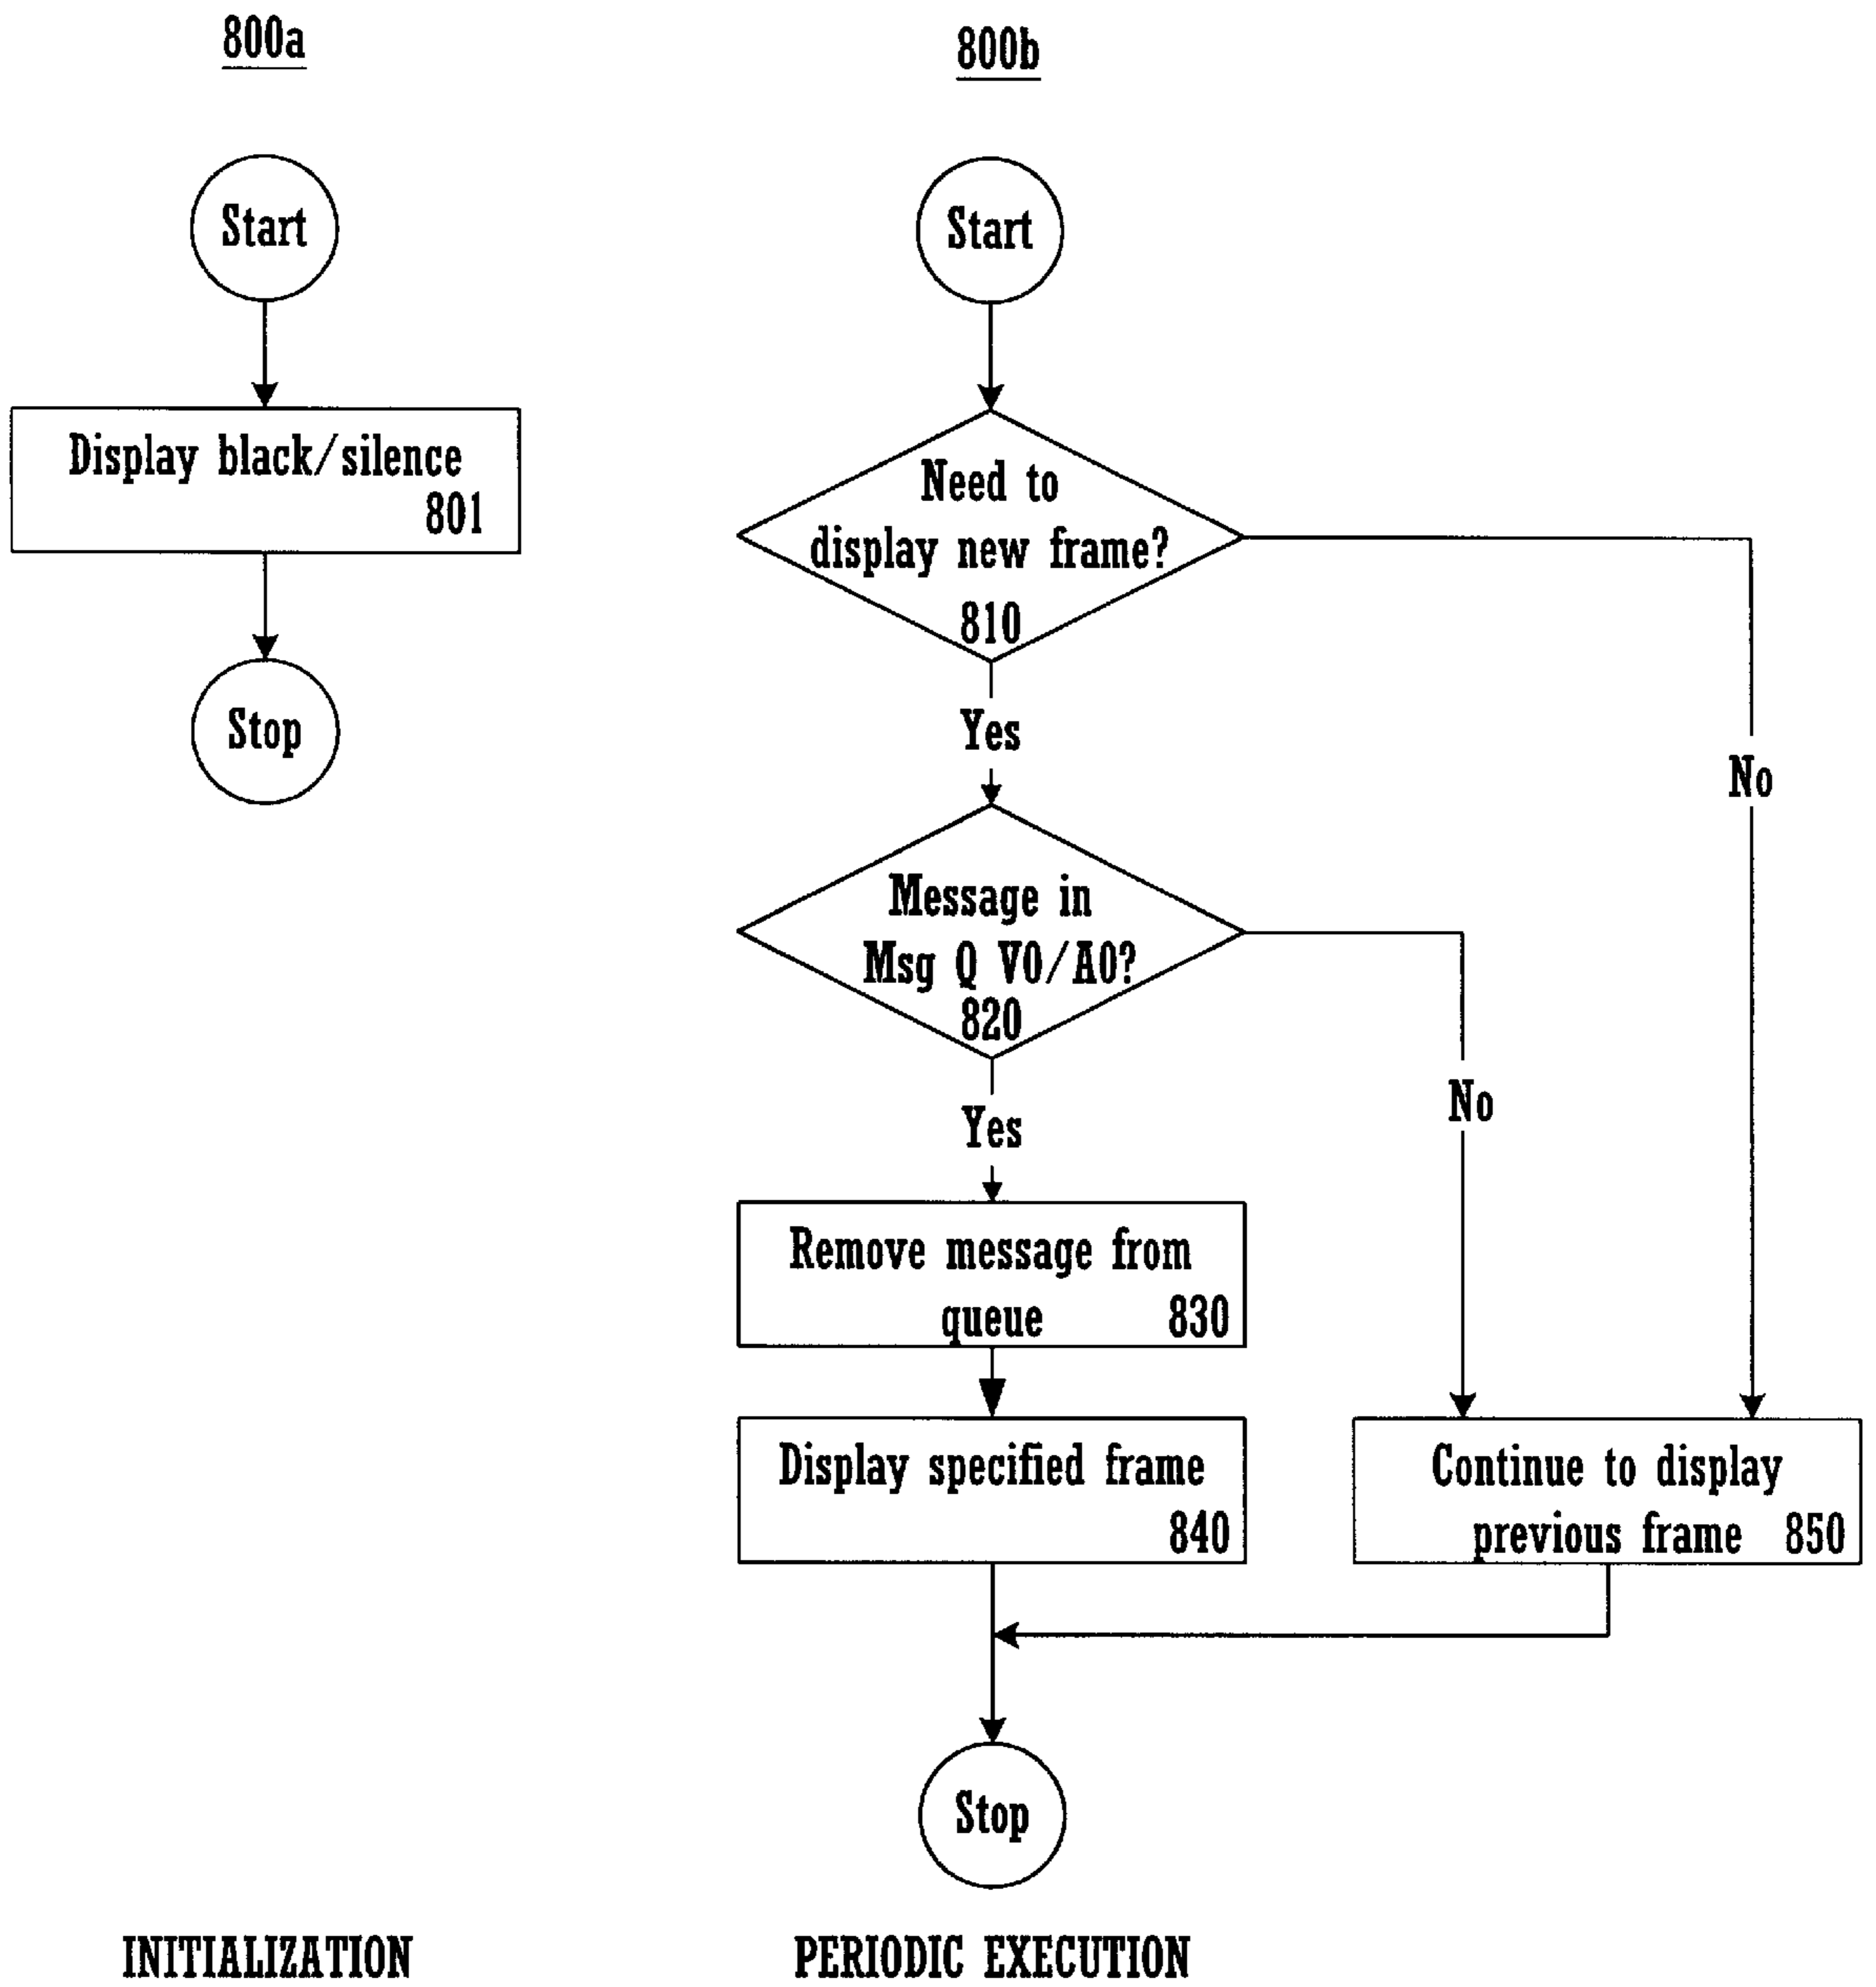 800a
Start
Display black/silence
801
Stop
INITIALIZATION
800b
Start
Need to
display new frame?
810
Yes
No
Message in
Msg Q V0/A0?
820
Yes
No
Remove message from
queue 830
Display specified frame
840
Continue to display
previous frame 850
Stop
PERIODIC EXECUTION